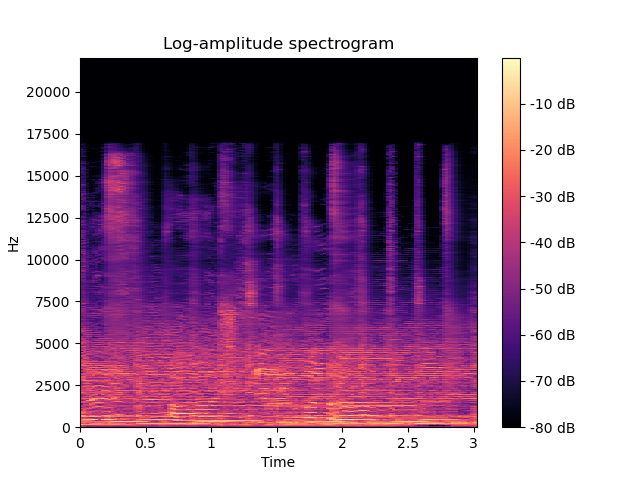 Log-amplitude spectrogram
Hz
20000
17500
15000
12500
10000
7500
5000
2500
0
0 0.5 1 1.5 2 2.5 3
Time
-10 dB
-20 dB
-30 dB
-40 dB
-50 dB
-60 dB
-70 dB
-80 dB